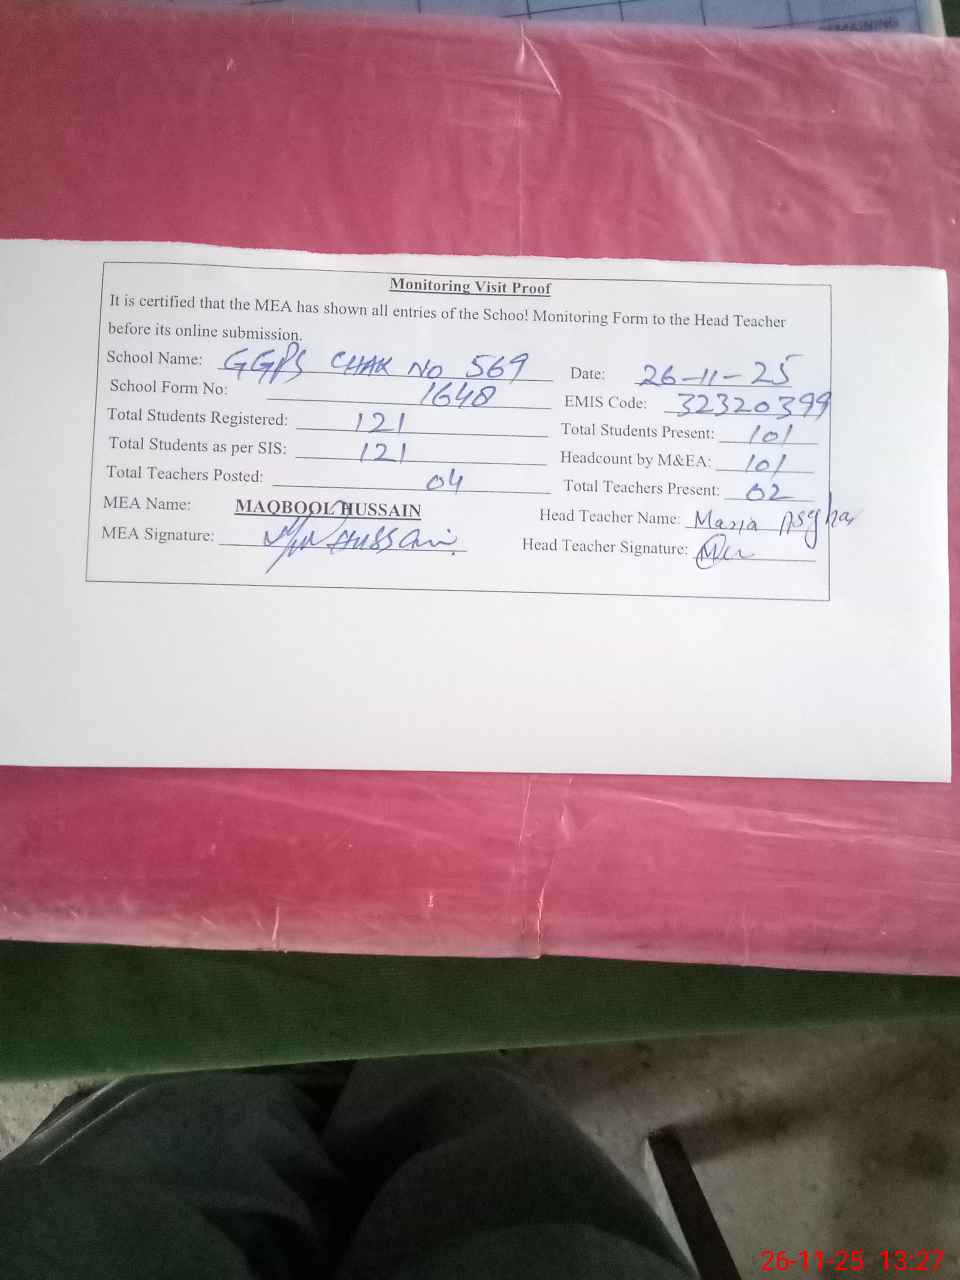 Monitoring Visit Proof
It is certified that the MEA has shown all entries of the School Monitoring Form to the Head Teacher
before its online submission.
School Name: GGPS CHAK NO 569 Date: 26-11-25
School Form No: 1648 EMIS Code: 32320399
Total Students Registered: 121 Total Students Present: 101
Total Students as per SIS: 121 Headcount by M&EA: 101
Total Teachers Posted: 04 Total Teachers Present: 02
MEA Name: MAQBOOL HUSSAIN Head Teacher Name: Maria Asghar
MEA Signature: Hussain Head Teacher Signature:
26-11-25 13:27